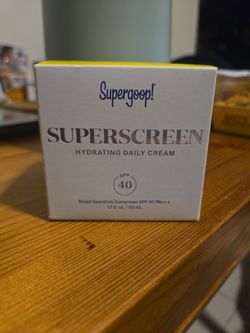 Supergoop!
SUPERSCREEN
HYDRATING DAILY CREAM
SPF
40
Broad Spectrum Sunscreen SPF 40 PA+++
1.7 fl. oz. / 50 mL